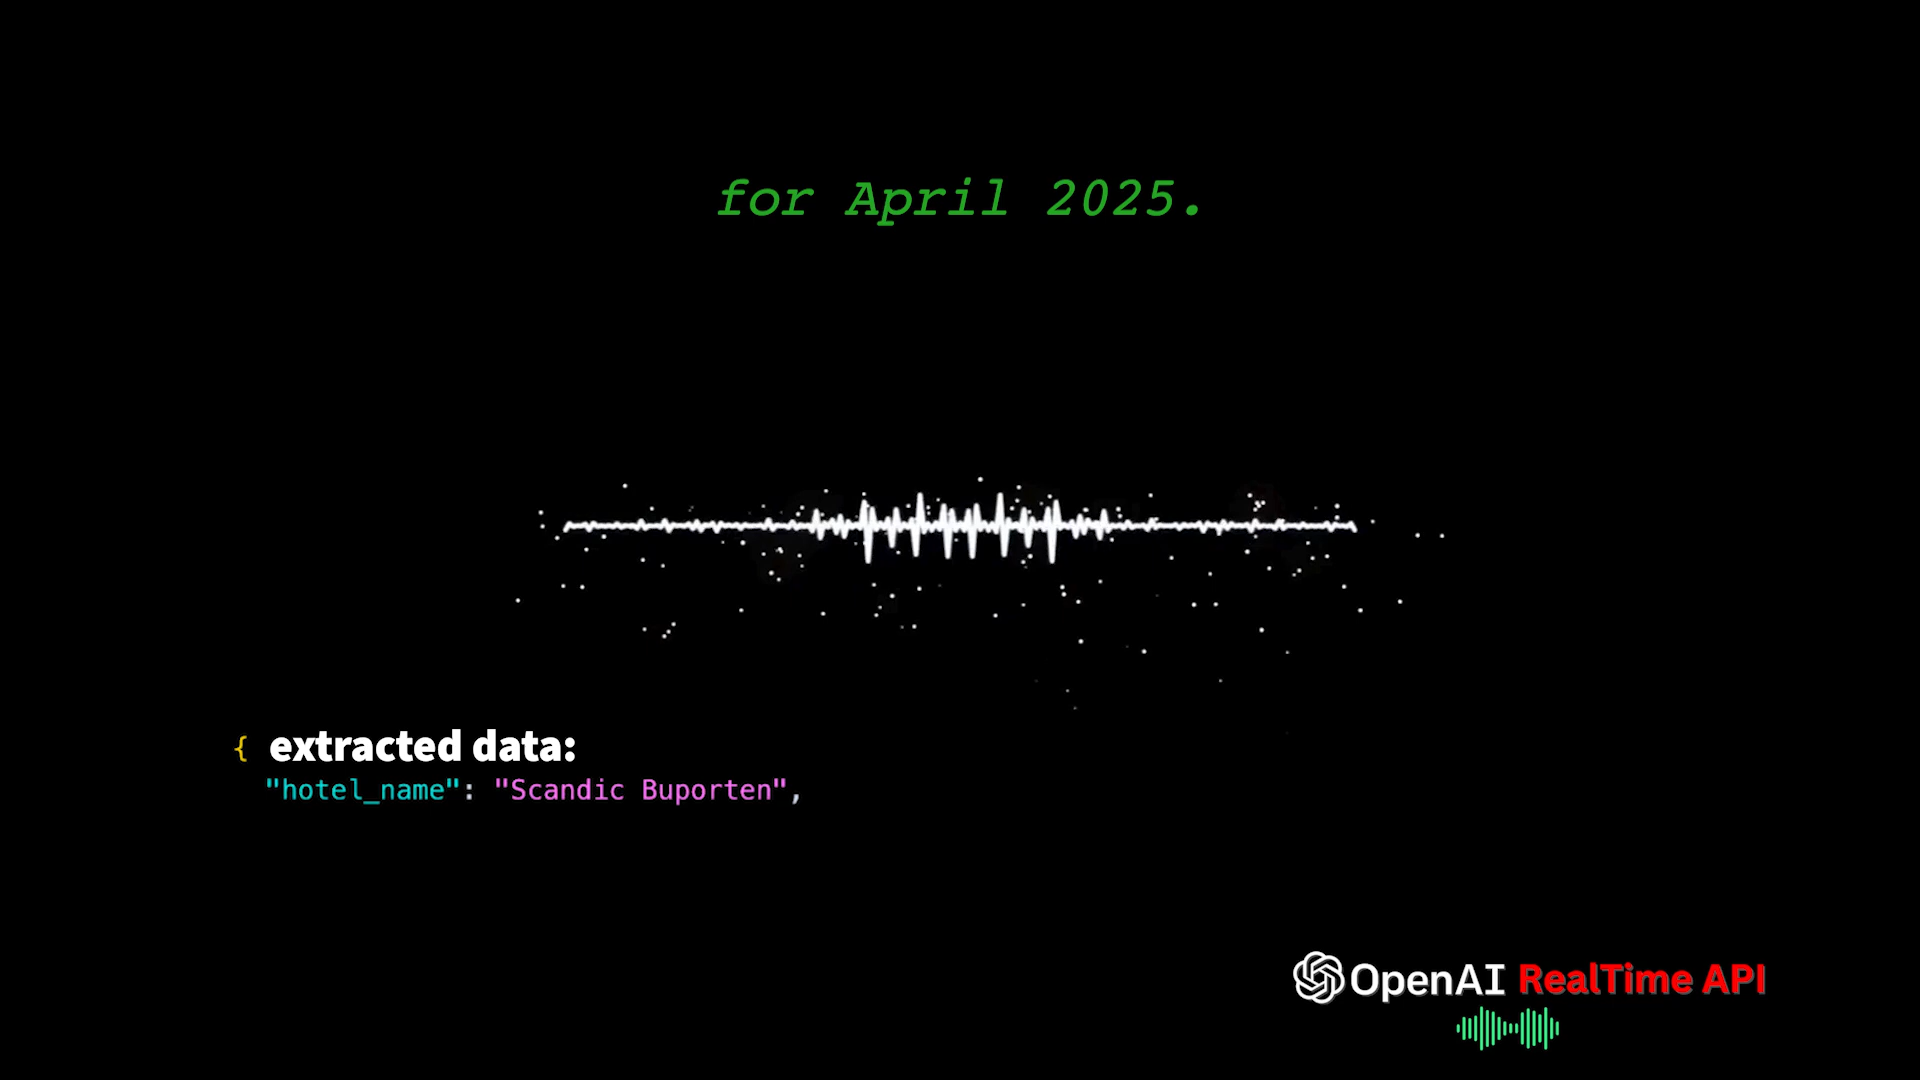 for April 2025.
{ extracted data:
"hotel_name": "Scandic Buporten",
OpenAI RealTime API